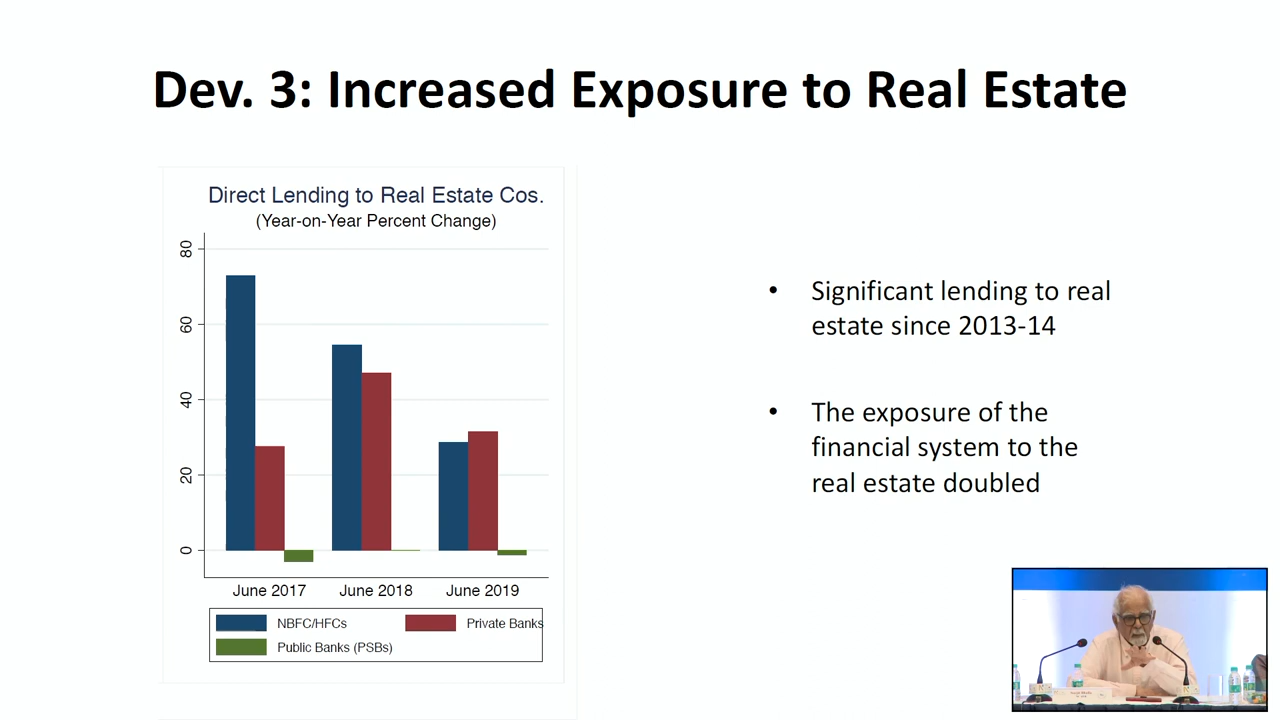 Dev. 3: Increased Exposure to Real Estate
Direct Lending to Real Estate Cos.
(Year-on-Year Percent Change)
80
60
40
20
0
June 2017 June 2018 June 2019
NBFC/HFCs Private Banks
Public Banks (PSBs)
• Significant lending to real
estate since 2013-14
• The exposure of the
financial system to the
real estate doubled